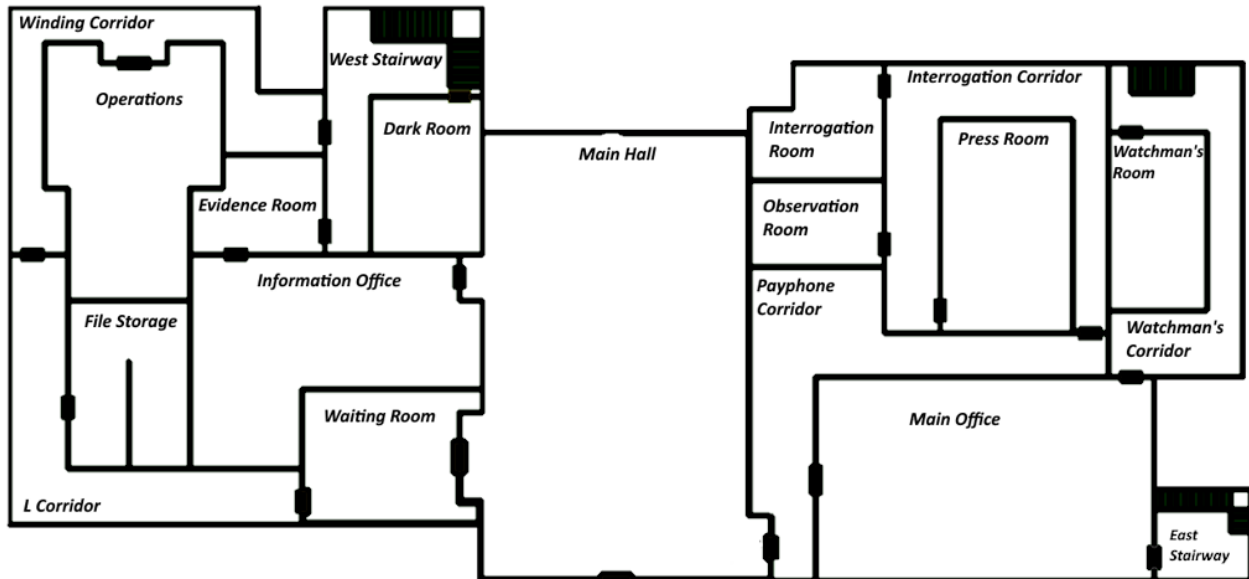 Winding Corridor
West Stairway
Operations
Dark Room
Main Hall
Evidence Room
Information Office
File Storage
Waiting Room
L Corridor
Interrogation Corridor
Interrogation
Room
Press Room
Watchman's
Room
Observation
Room
Payphone
Corridor
Watchman's
Corridor
Main Office
East
Stairway